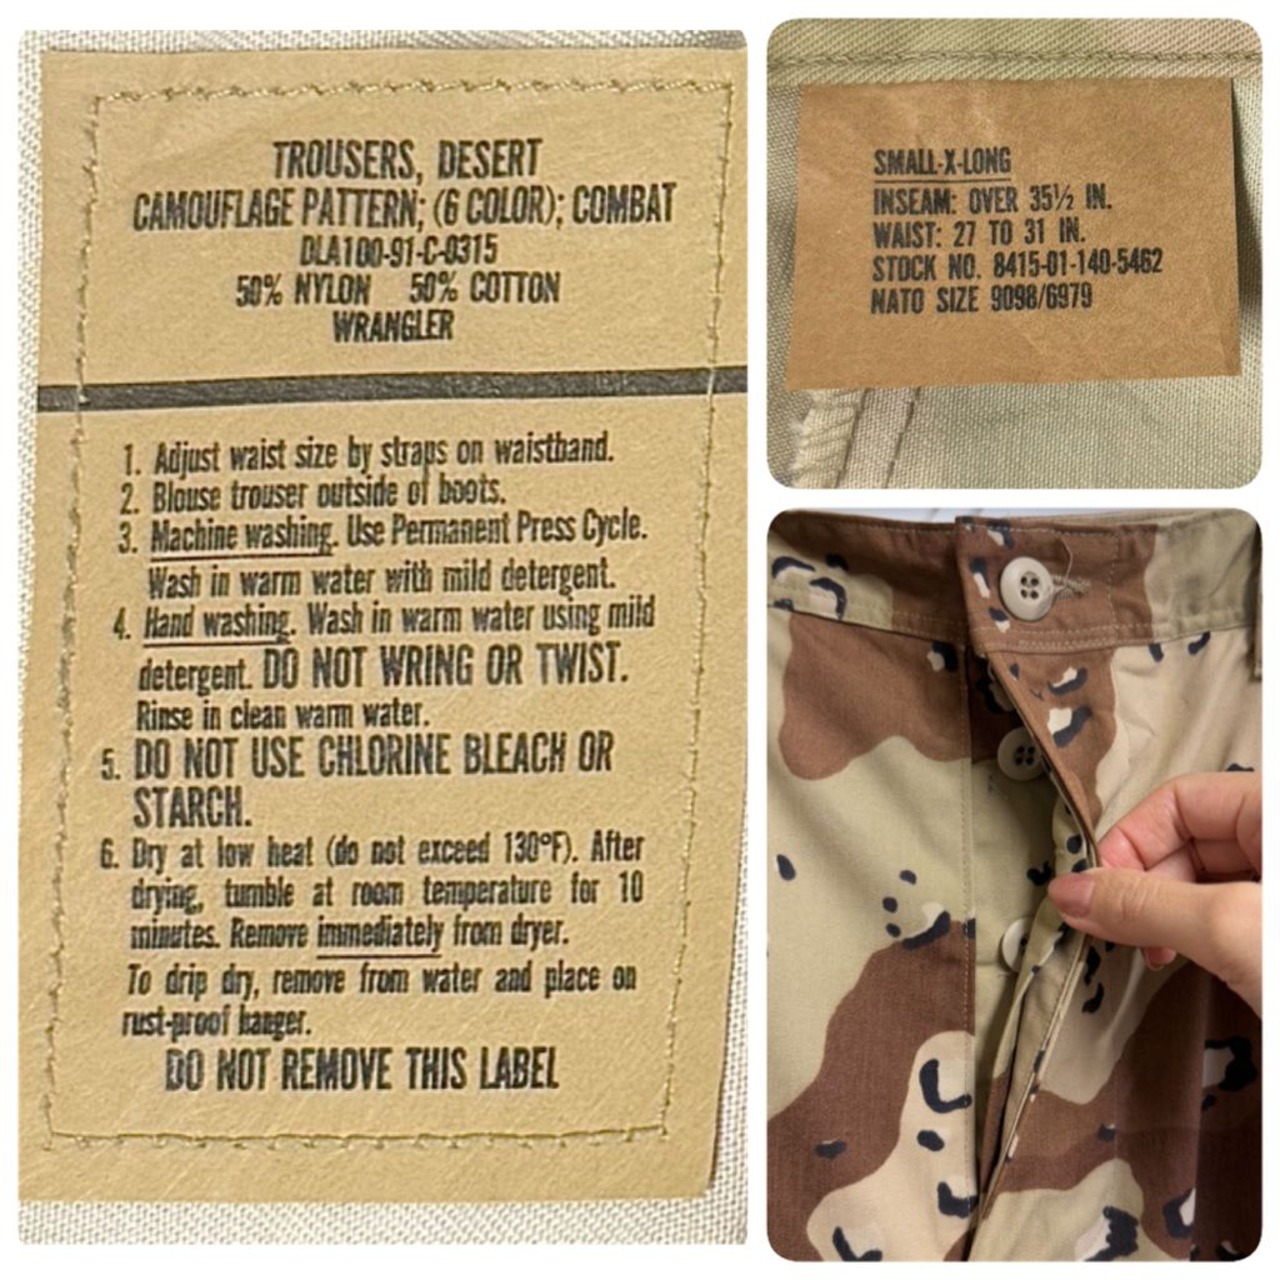 TROUSERS, DESERT
CAMOUFLAGE PATTERN; (6 COLOR); COMBAT
DLA100-91-C-0315
50% NYLON 50% COTTON
WRANGLER
1. Adjust waist size by straps on waistband.
2. Blouse trouser outside of boots.
3. Machine washing. Use Permanent Press Cycle.
Wash in warm water with mild detergent.
4. Hand washing. Wash in warm water using mild
detergent. DO NOT WRING OR TWIST.
Rinse in clean warm water.
5. DO NOT USE CHLORINE BLEACH OR
STARCH.
6. Dry at low heat (do not exceed 130°F). After
drying, tumble at room temperature for 10
minutes. Remove immediately from dryer.
To drip dry, remove from water and place on
rust-proof hanger.
DO NOT REMOVE THIS LABEL
SMALL-X-LONG
INSEAM: OVER 35½ IN.
WAIST: 27 TO 31 IN.
STOCK NO. 8415-01-140-5462
NATO SIZE 9098/6979